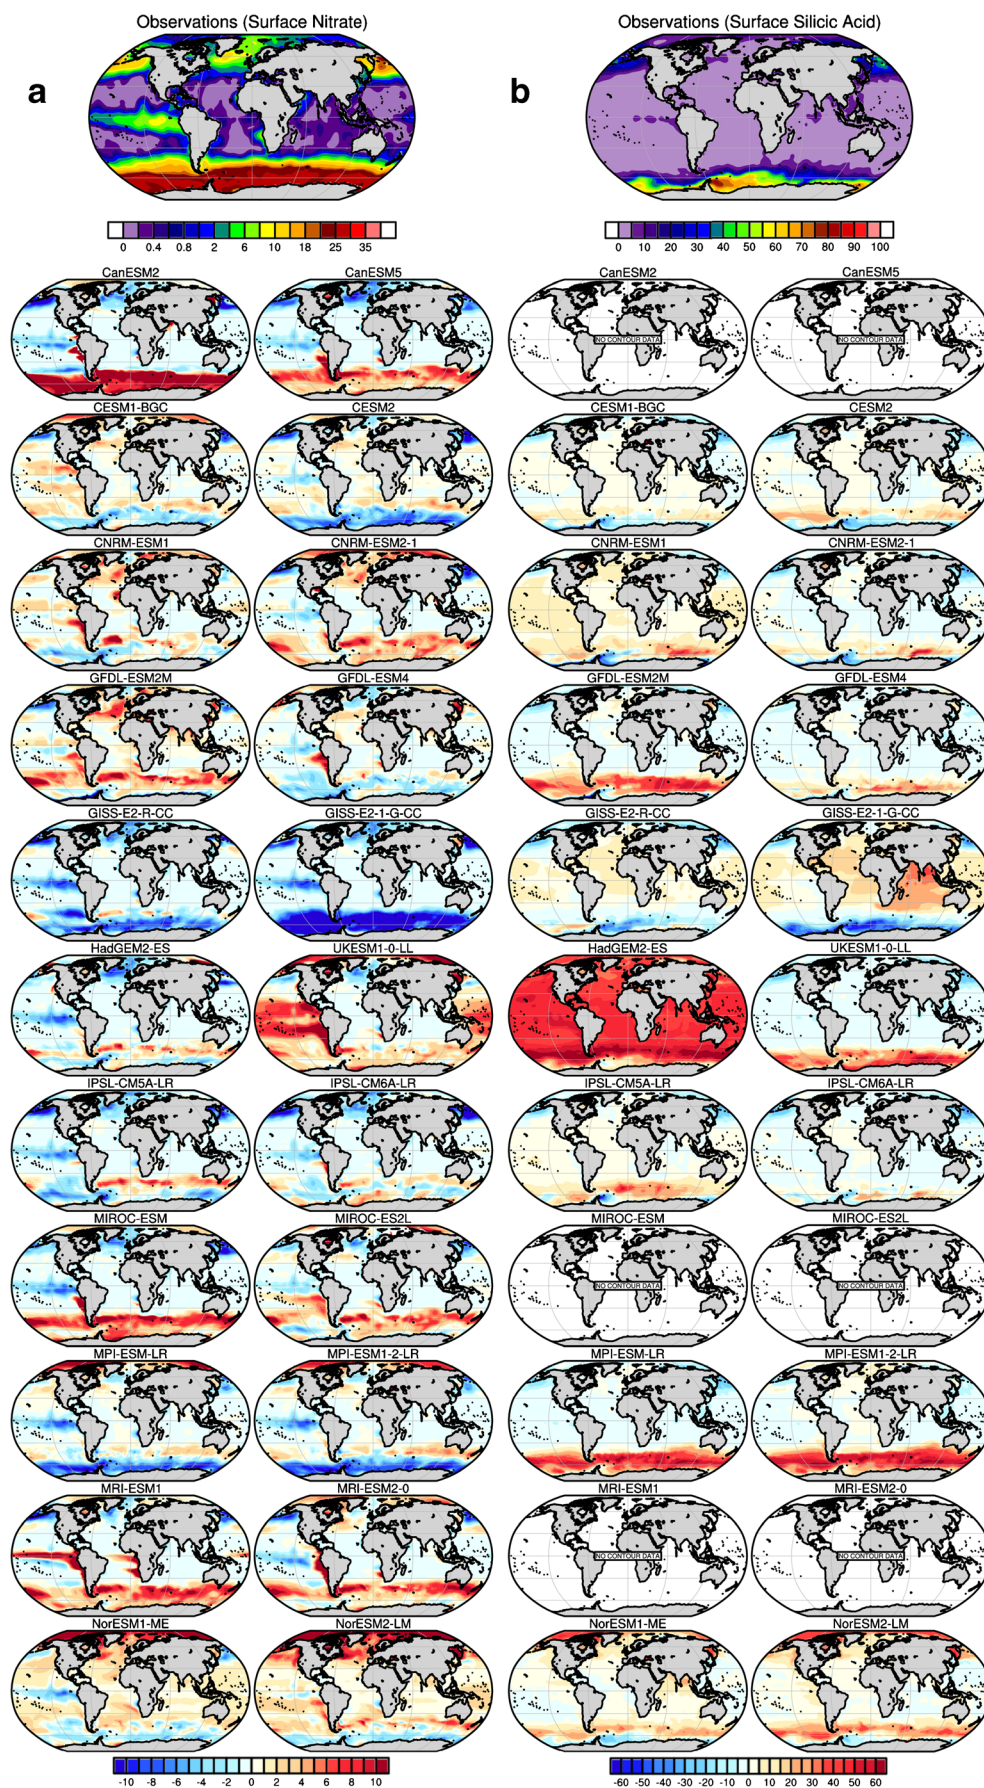 Observations (Surface Nitrate)
a
0 0.4 0.8 2 6 10 18 25 35
Observations (Surface Silicic Acid)
b
0 10 20 30 40 50 60 70 80 90 100
CanESM2 CanESM5
CESM1-BGC CESM2
CNRM-ESM1 CNRM-ESM2-1
GFDL-ESM2M GFDL-ESM4
GISS-E2-R-CC GISS-E2-1-G-CC
HadGEM2-ES UKESM1-0-LL
IPSL-CM5A-LR IPSL-CM6A-LR
MIROC-ESM MIROC-ES2L
MPI-ESM-LR MPI-ESM1-2-LR
MRI-ESM1 MRI-ESM2-0
NorESM1-ME NorESM2-LM
-10 -8 -6 -4 -2 0 2 4 6 8 10
CanESM2 CanESM5
NO CONTOUR DATA NO CONTOUR DATA
CESM1-BGC CESM2
CNRM-ESM1 CNRM-ESM2-1
GFDL-ESM2M GFDL-ESM4
GISS-E2-R-CC GISS-E2-1-G-CC
HadGEM2-ES UKESM1-0-LL
IPSL-CM5A-LR IPSL-CM6A-LR
MIROC-ESM MIROC-ES2L
NO CONTOUR DATA NO CONTOUR DATA
MPI-ESM-LR MPI-ESM1-2-LR
MRI-ESM1 MRI-ESM2-0
NO CONTOUR DATA NO CONTOUR DATA
NorESM1-ME NorESM2-LM
-60 -50 -40 -30 -20 -10 0 10 20 30 40 50 60